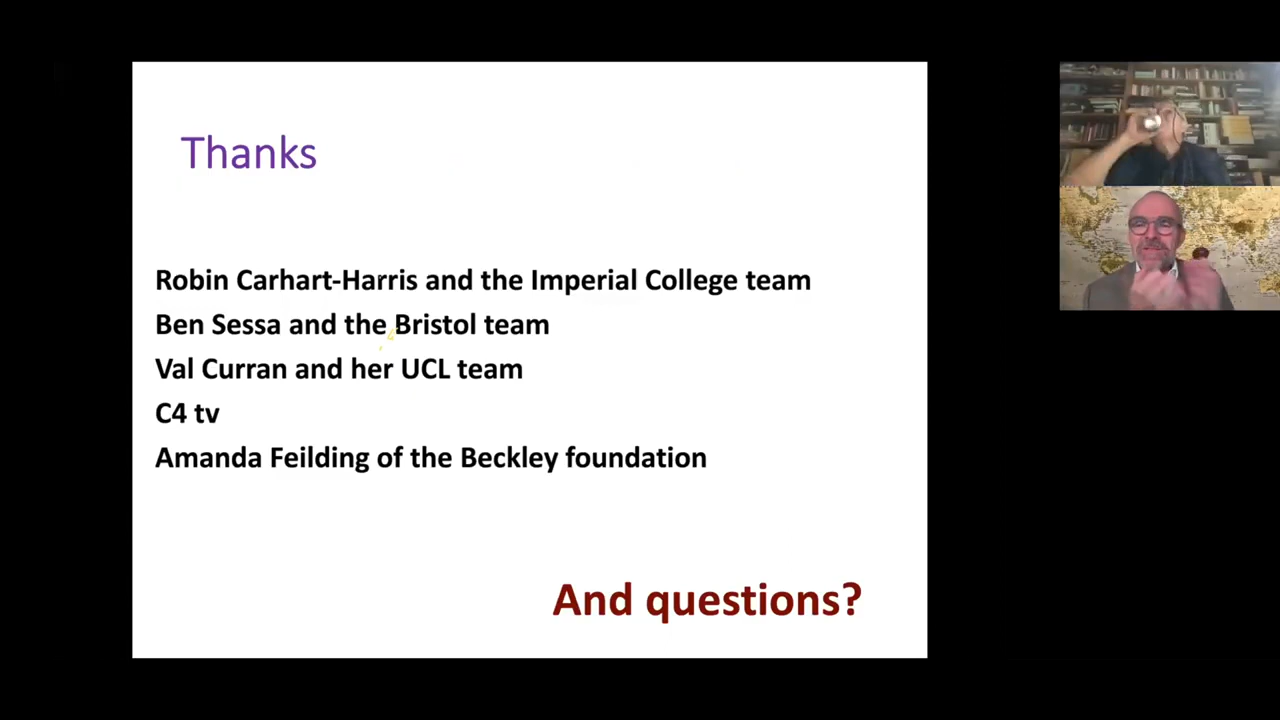 Thanks
Robin Carhart-Harris and the Imperial College team
Ben Sessa and the Bristol team
Val Curran and her UCL team
C4 tv
Amanda Feilding of the Beckley foundation
And questions?